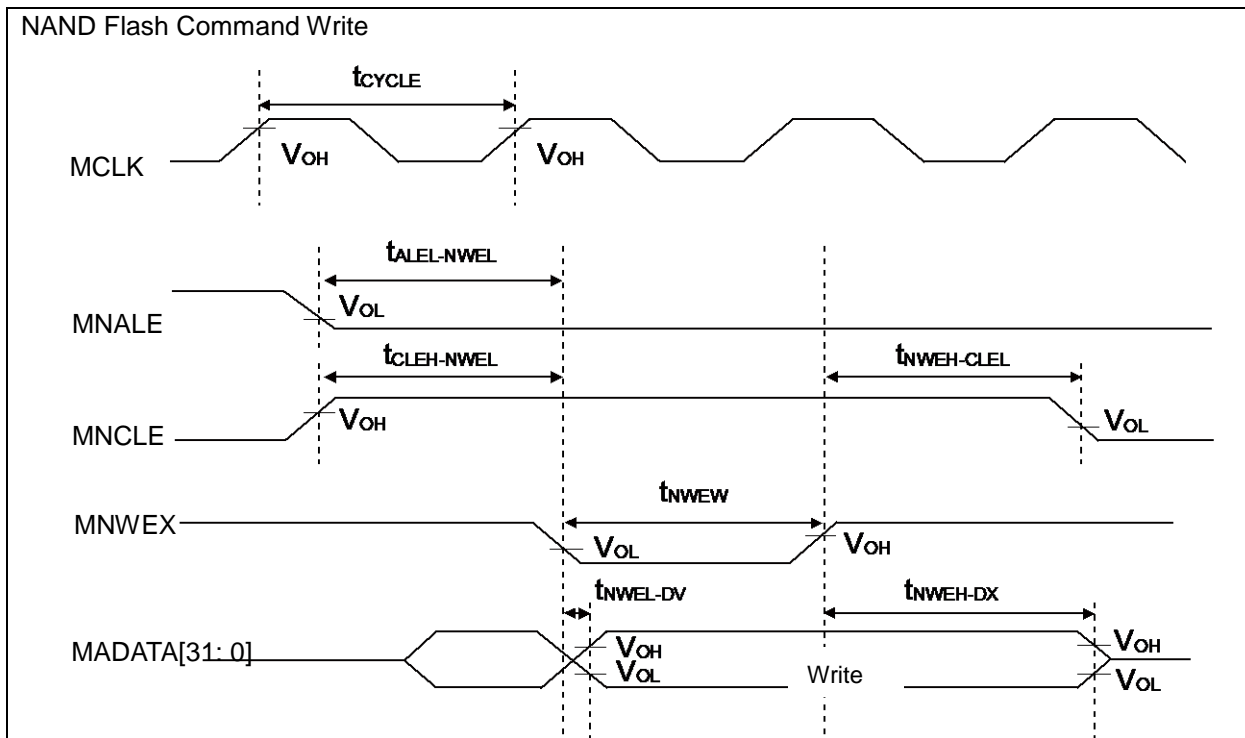 NAND Flash Command Write
tCYCLE
MCLK
VOH
VOH
tALEL-NWEL
MNALE
VOL
tCLEH-NWEL
tNWEH-CLEL
MNCLE
VOH
VOL
tNWEW
MNWEX
VOL
VOH
tNWEL-DV
tNWEH-DX
MADATA[31: 0]
VOH
VOL
Write
VOH
VOL